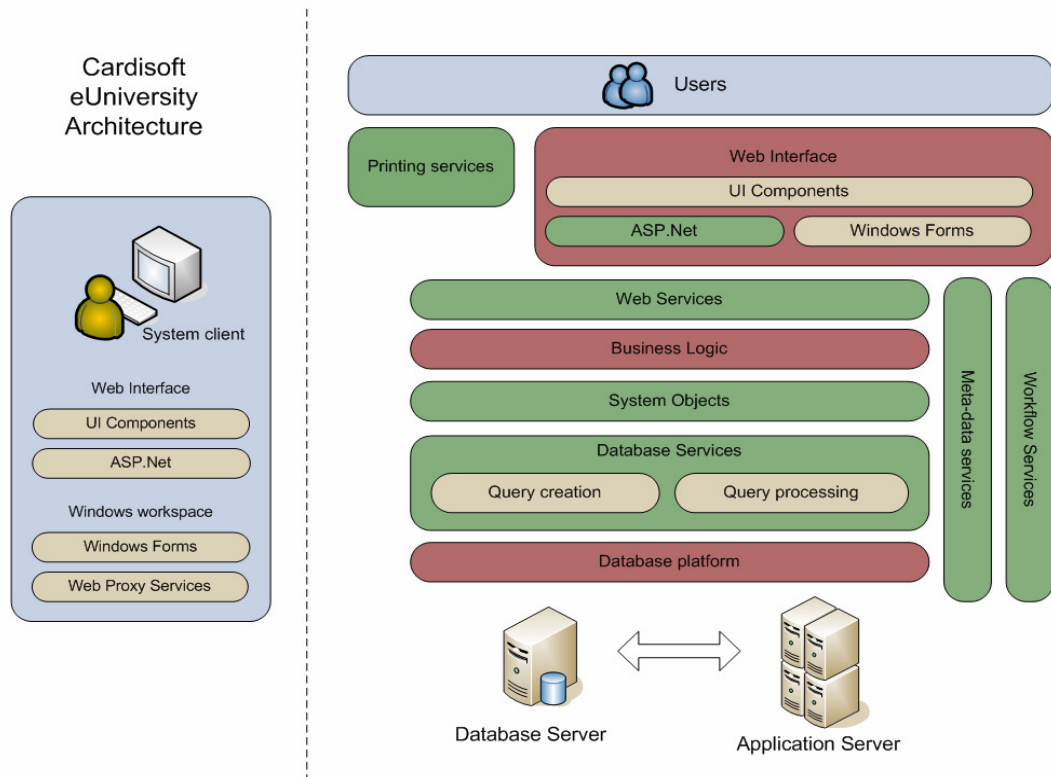 Cardisoft
eUniversity
Architecture
System client
Web Interface
UI Components
ASP.Net
Windows workspace
Windows Forms
Web Proxy Services
Users
Printing services
Web Interface
UI Components
ASP.Net
Windows Forms
Web Services
Business Logic
System Objects
Database Services
Query creation
Query processing
Database platform
Meta-data services
Workflow Services
Database Server
Application Server